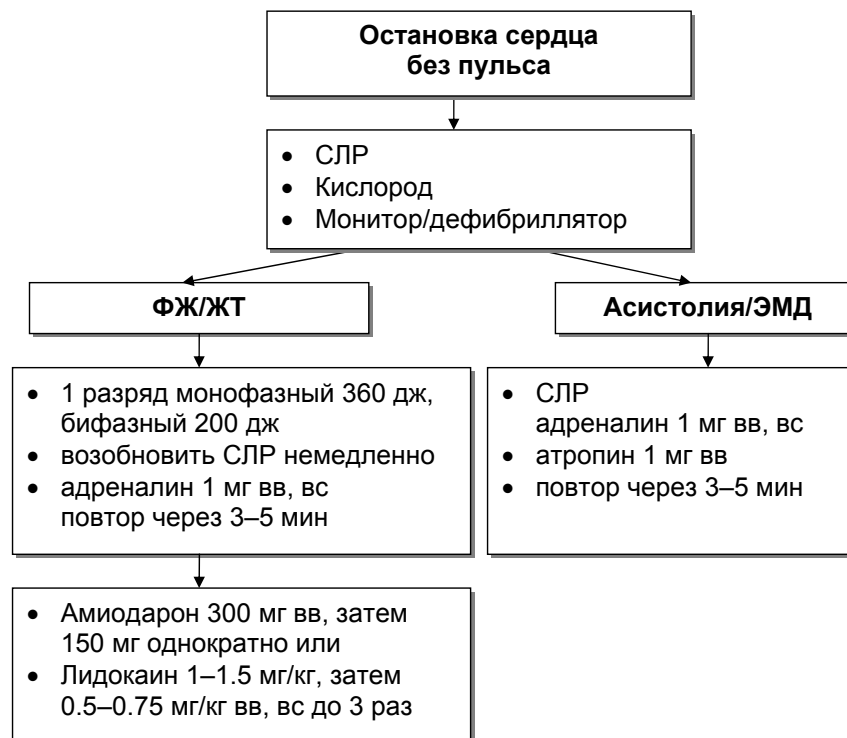 Остановка сердца
без пульса
• СЛР
• Кислород
• Монитор/дефибриллятор
ФЖ/ЖТ
Асистолия/ЭМД
• 1 разряд монофазный 360 дж,
бифазный 200 дж
• возобновить СЛР немедленно
• адреналин 1 мг вв, вс
повтор через 3–5 мин
• СЛР
адреналин 1 мг вв, вс
• атропин 1 мг вв
• повтор через 3–5 мин
• Амиодарон 300 мг вв, затем
150 мг однократно или
• Лидокаин 1–1.5 мг/кг, затем
0.5–0.75 мг/кг вв, вс до 3 раз